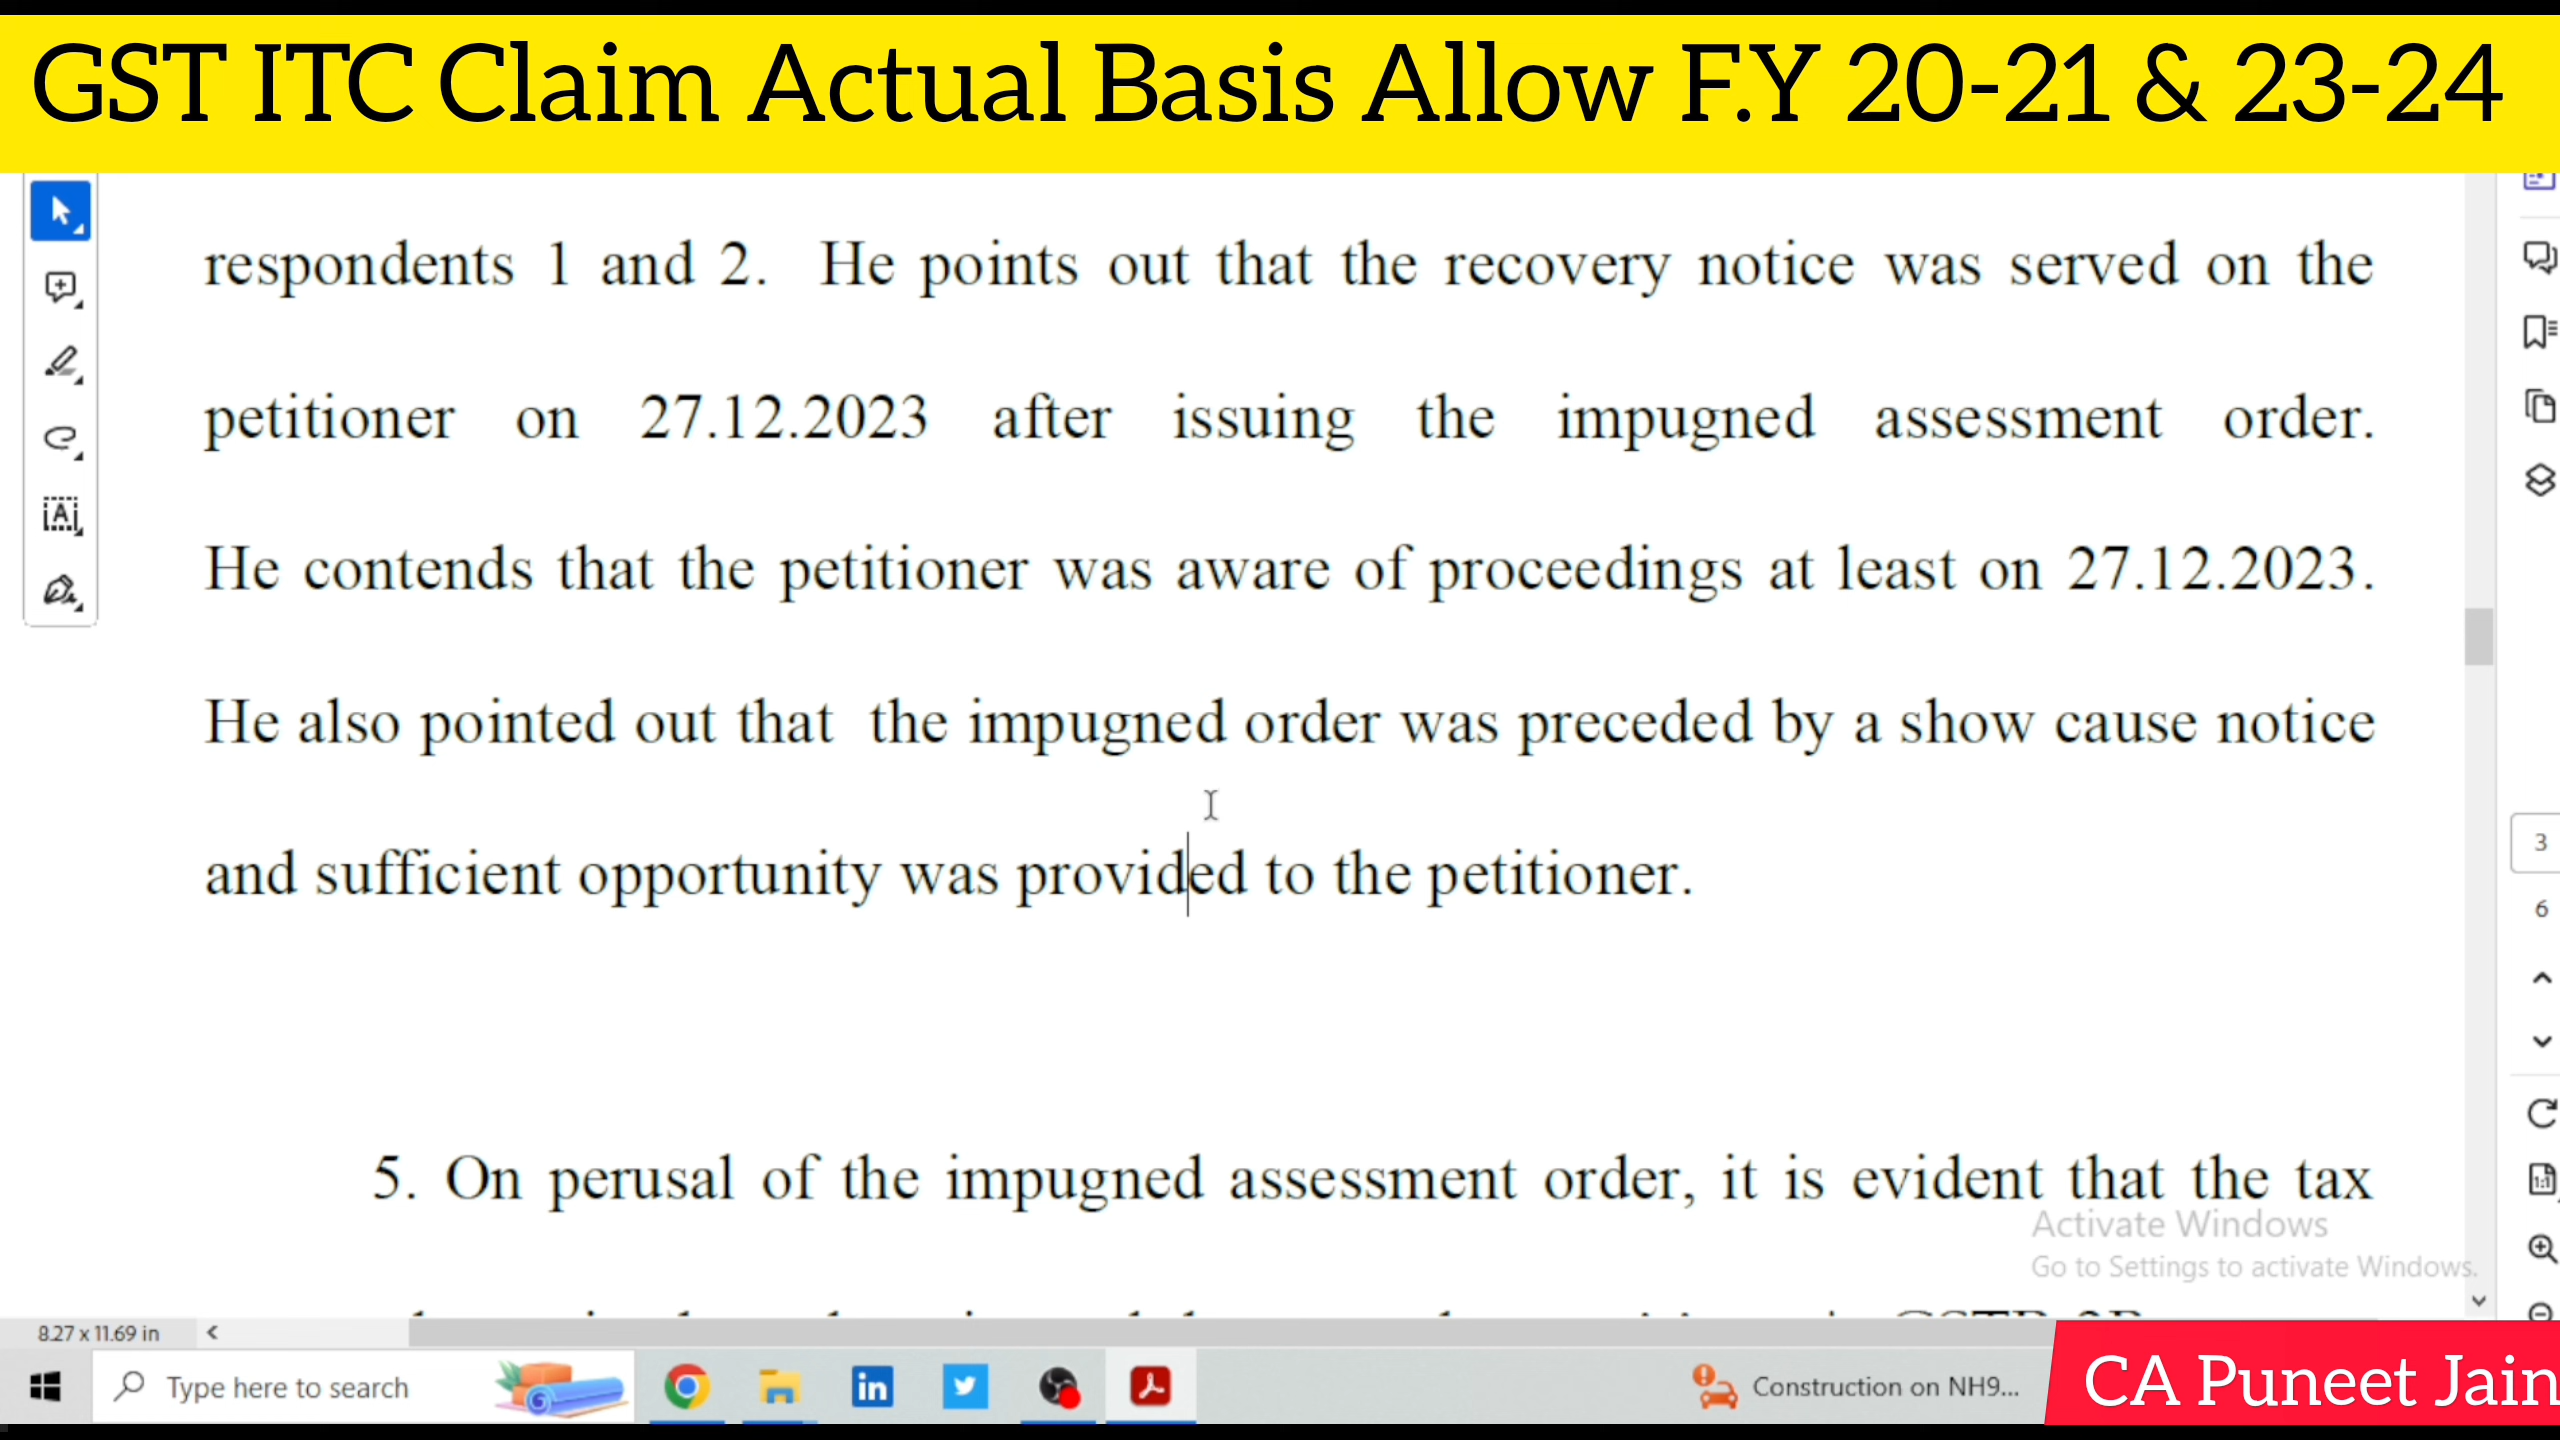 GST ITC Claim Actual Basis Allow F.Y 20-21 & 23-24
respondents 1 and 2. He points out that the recovery notice was served on the
petitioner on 27.12.2023 after issuing the impugned assessment order.
He contends that the petitioner was aware of proceedings at least on 27.12.2023.
He also pointed out that the impugned order was preceded by a show cause notice
and sufficient opportunity was provided to the petitioner.
3
6
5. On perusal of the impugned assessment order, it is evident that the tax
Activate Windows
Go to Settings to activate Windows.
8.27 x 11.69 in
Type here to search
Construction on NH9...
CA Puneet Jain